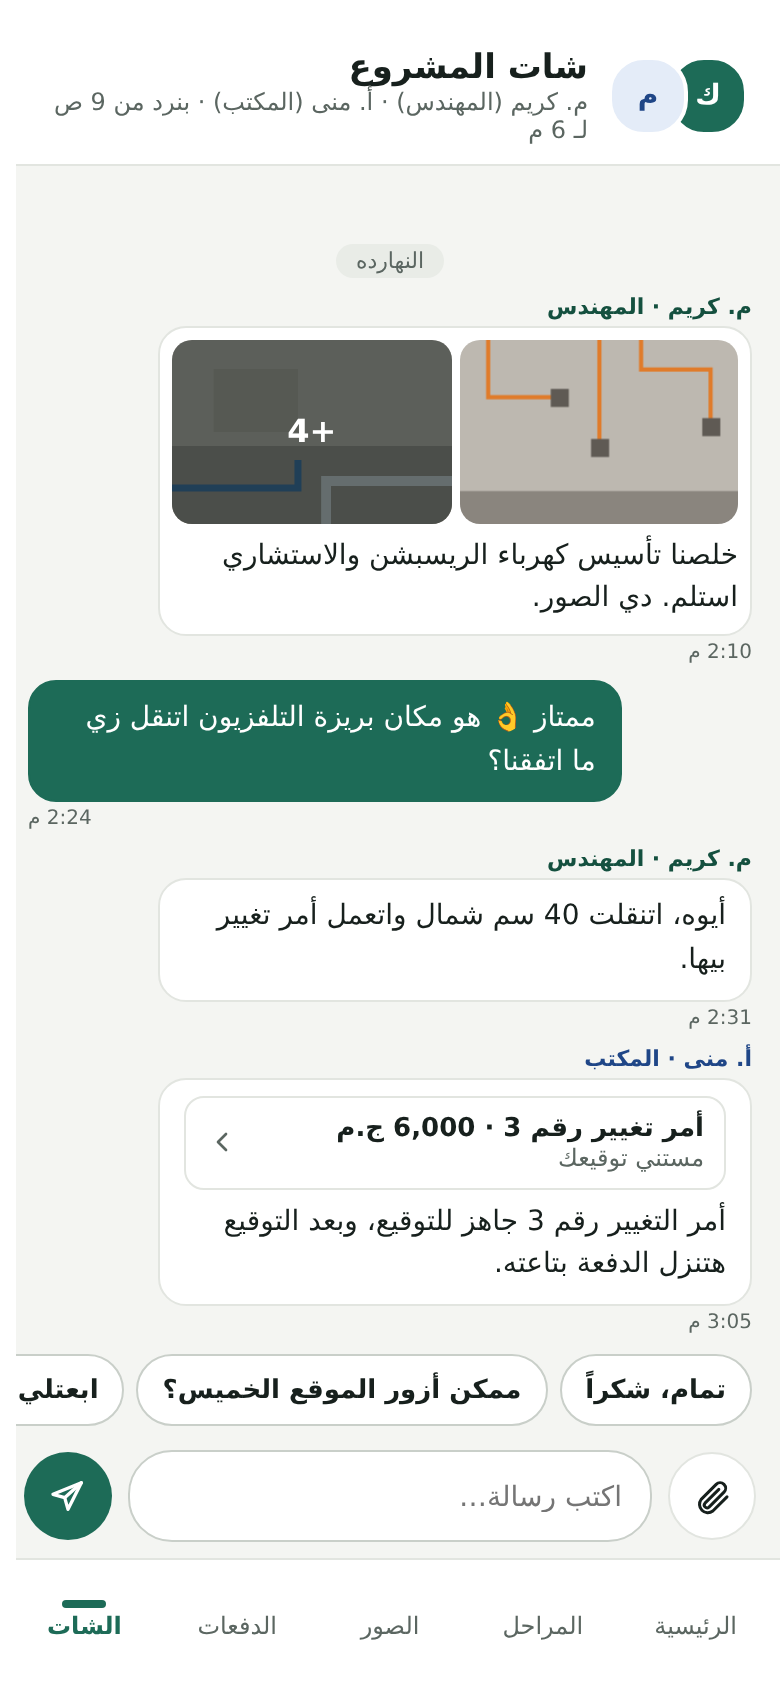 شات المشروع
م. كريم (المهندس) · أ. منى (المكتب) · بنرد من 9 ص
لـ 6 م
ك
م
النهارده
م. كريم · المهندس
+4
خلصنا تأسيس كهرباء الريسبشن والاستشاري
استلم. دي الصور.
2:10 م
ممتاز 👌 هو مكان بريزة التلفزيون اتنقل زي
ما اتفقنا؟
2:24 م
م. كريم · المهندس
أيوه، اتنقلت 40 سم شمال واتعمل أمر تغيير
بيها.
2:31 م
أ. منى · المكتب
أمر تغيير رقم 3 · 6,000 ج.م
مستني توقيعك
أمر التغيير رقم 3 جاهز للتوقيع، وبعد التوقيع
هتنزل الدفعة بتاعته.
3:05 م
تمام، شكراً
ممكن أزور الموقع الخميس؟
ابعتلي
اكتب رسالة...
الرئيسية
المراحل
الصور
الدفعات
الشات